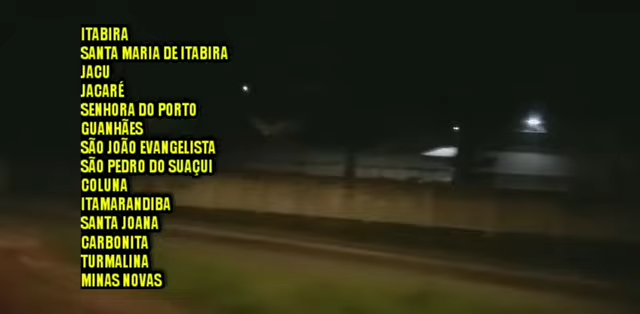 ITABIRA
SANTA MARIA DE ITABIRA
JACU
JACARÉ
SENHORA DO PORTO
GUANHÃES
SÃO JOÃO EVANGELISTA
SÃO PEDRO DO SUAÇUI
COLUNA
ITAMARANDIBA
SANTA JOANA
CARBONITA
TURMALINA
MINAS NOVAS